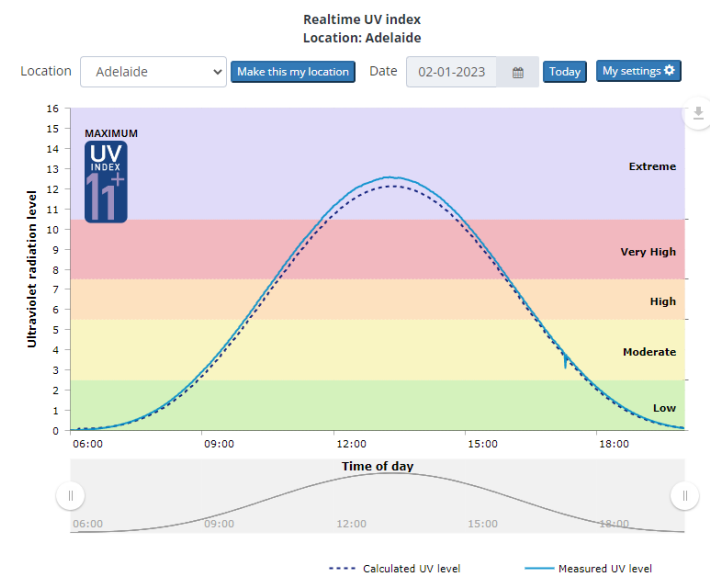 Realtime UV index
Location: Adelaide
Location Adelaide Make this my location Date 02-01-2023 Today My settings
16
15
14
13
12
11
10
9
8
7
6
5
4
3
2
1
0
Ultraviolet radiation level
MAXIMUM
UV
INDEX
11+
Extreme
Very High
High
Moderate
Low
06:00 09:00 12:00 15:00 18:00
Time of day
06:00 09:00 12:00 15:00 18:00
Calculated UV level Measured UV level